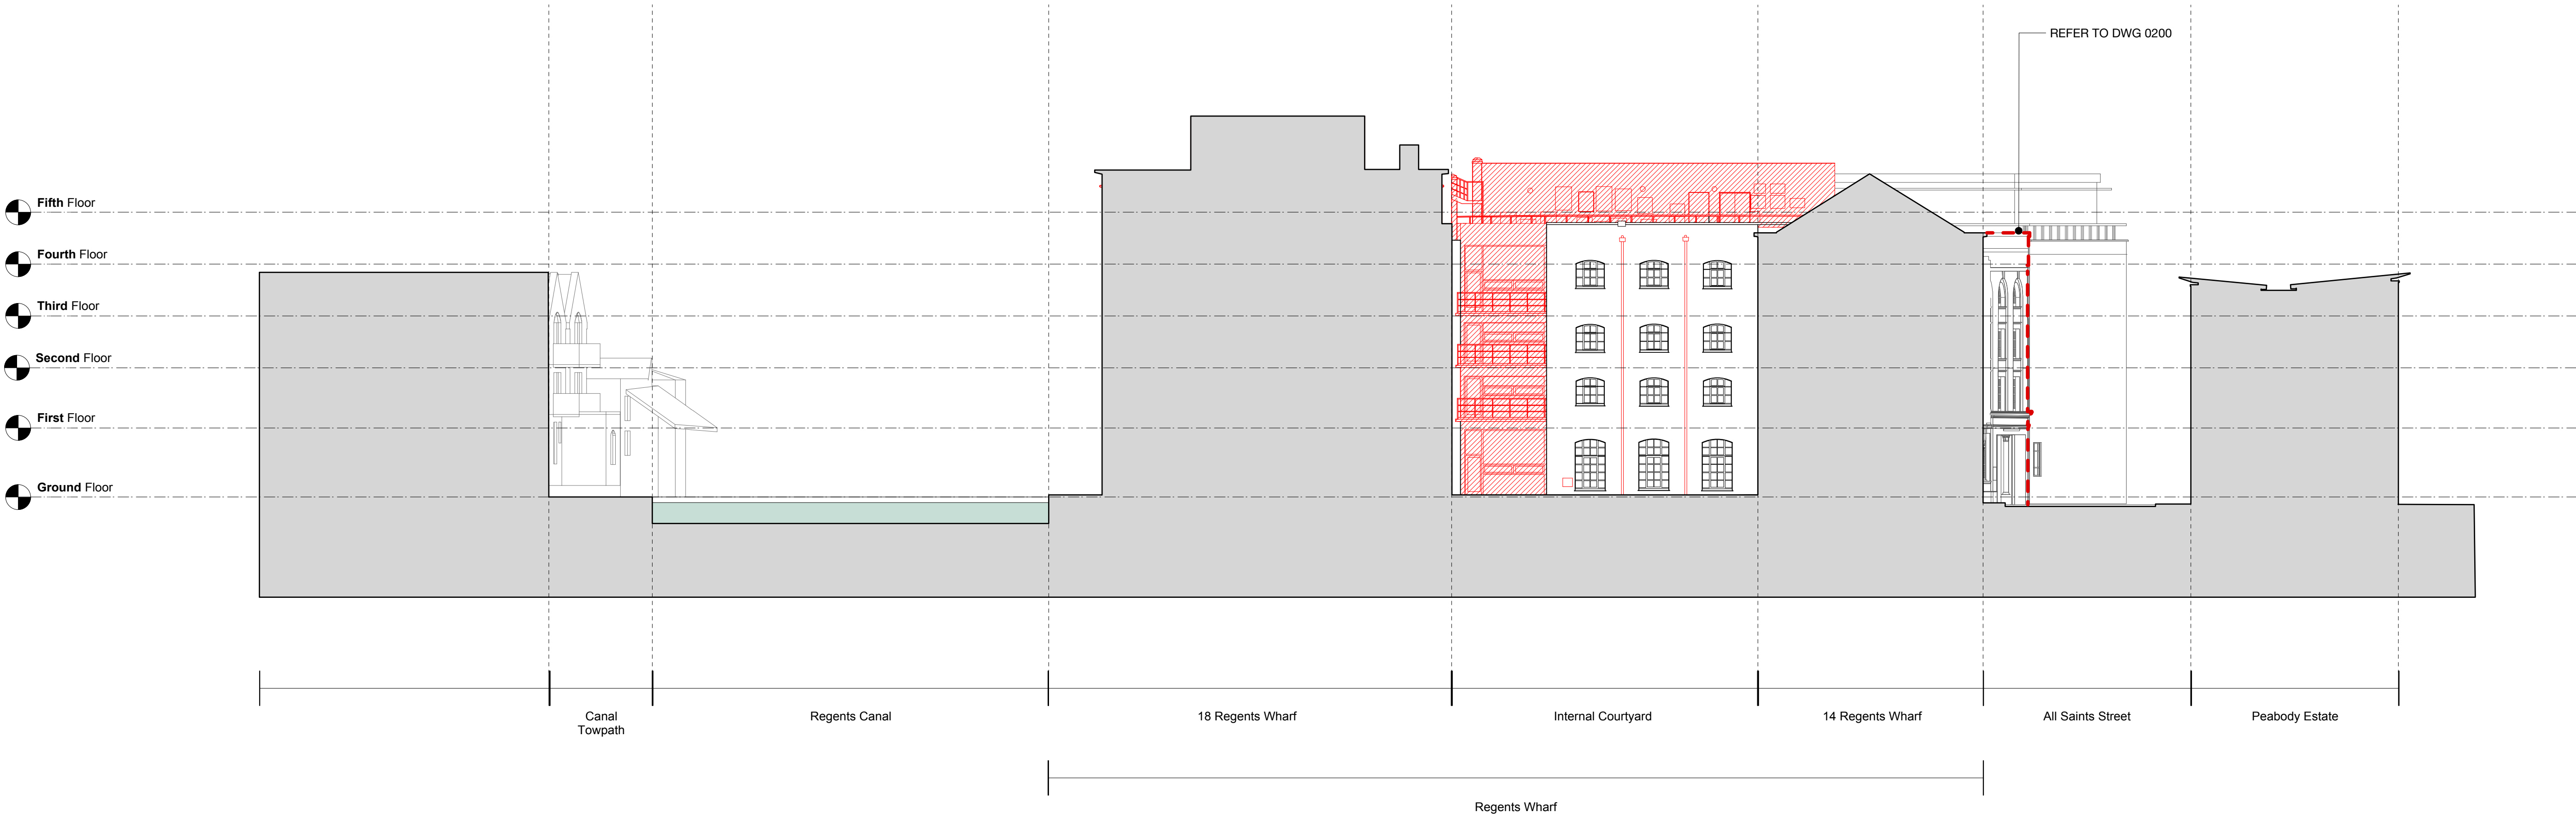 REFER TO DWG 0200
Fifth Floor
Fourth Floor
Third Floor
Second Floor
First Floor
Ground Floor
Canal
Towpath
Regents Canal
18 Regents Wharf
Internal Courtyard
14 Regents Wharf
All Saints Street
Peabody Estate
Regents Wharf